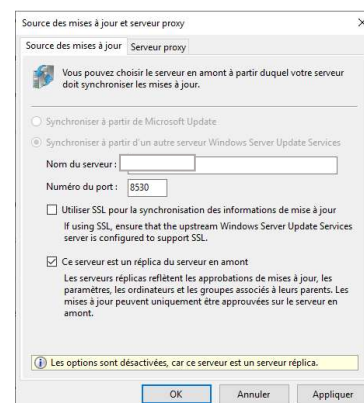 Source des mises à jour et serveur proxy
Source des mises à jour
Serveur proxy
Vous pouvez choisir le serveur en amont à partir duquel votre serveur
doit synchroniser les mises à jour.
Synchroniser à partir de Microsoft Update
Synchroniser à partir d'un autre serveur Windows Server Update Services
Nom du serveur :
Numéro du port : 8530
Utiliser SSL pour la synchronisation des informations de mise à jour
If using SSL, ensure that the upstream Windows Server Update Services
server is configured to support SSL.
Ce serveur est un réplica du serveur en amont
Les serveurs réplicas reflètent les approbations de mises à jour, les
paramètres, les ordinateurs et les groupes associés à leurs parents. Les
mises à jour peuvent uniquement être approuvées sur le serveur en
amont.
Les options sont désactivées, car ce serveur est un serveur réplica.
OK
Annuler
Appliquer